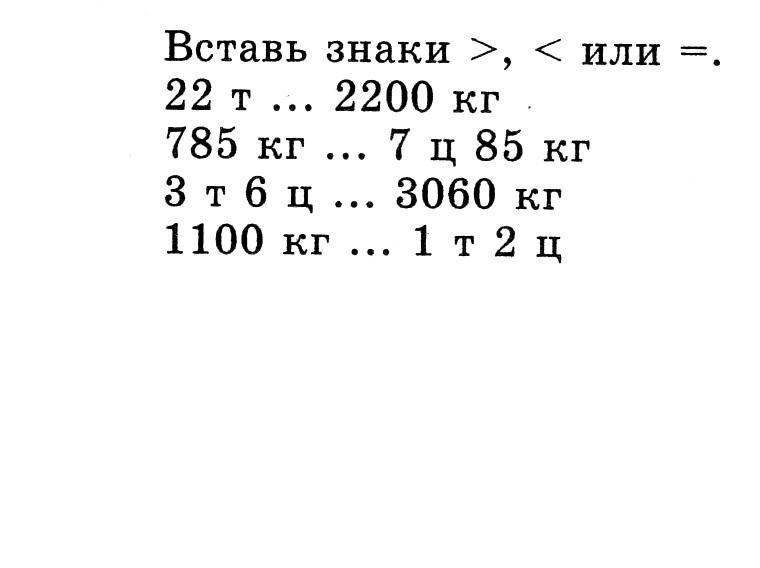 Вставь знаки >, < или =.
22 т ... 2200 кг
785 кг ... 7 ц 85 кг
3 т 6 ц ... 3060 кг
1100 кг ... 1 т 2 ц